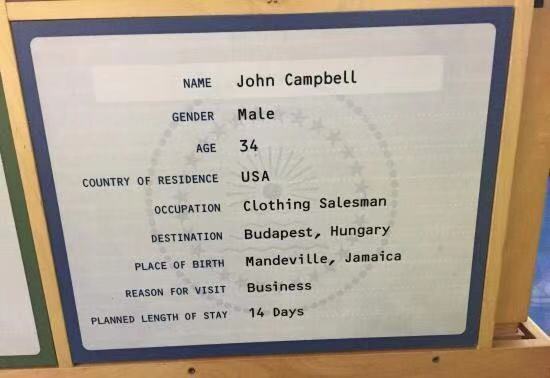 NAME John Campbell
GENDER Male
AGE 34
COUNTRY OF RESIDENCE USA
OCCUPATION Clothing Salesman
DESTINATION Budapest, Hungary
PLACE OF BIRTH Mandeville, Jamaica
REASON FOR VISIT Business
PLANNED LENGTH OF STAY 14 Days